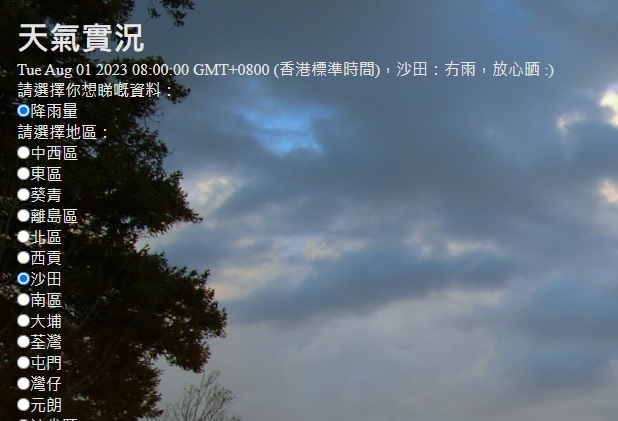 天氣實況
Tue Aug 01 2023 08:00:00 GMT+0800 (香港標準時間)，沙田：冇雨，放心晒 :)
請選擇你想睇嘅資料：
降雨量
請選擇地區：
中西區
東區
葵青
離島區
北區
西貢
沙田
南區
大埔
荃灣
屯門
灣仔
元朗